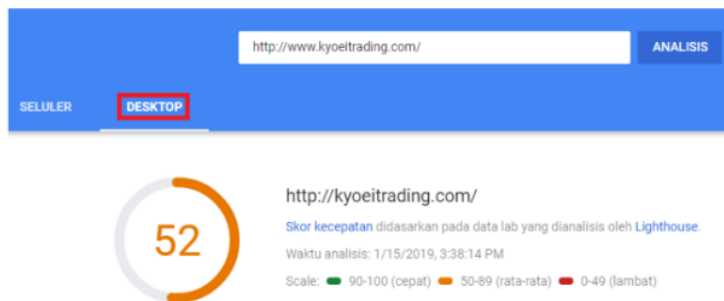 http://www.kyoeitrading.com/ ANALISIS
SELULER DESKTOP
52
http://kyoeitrading.com/
Skor kecepatan didasarkan pada data lab yang dianalisis oleh Lighthouse.
Waktu analisis: 1/15/2019, 3:38:14 PM
Scale: 90-100 (cepat) 50-89 (rata-rata) 0-49 (lambat)